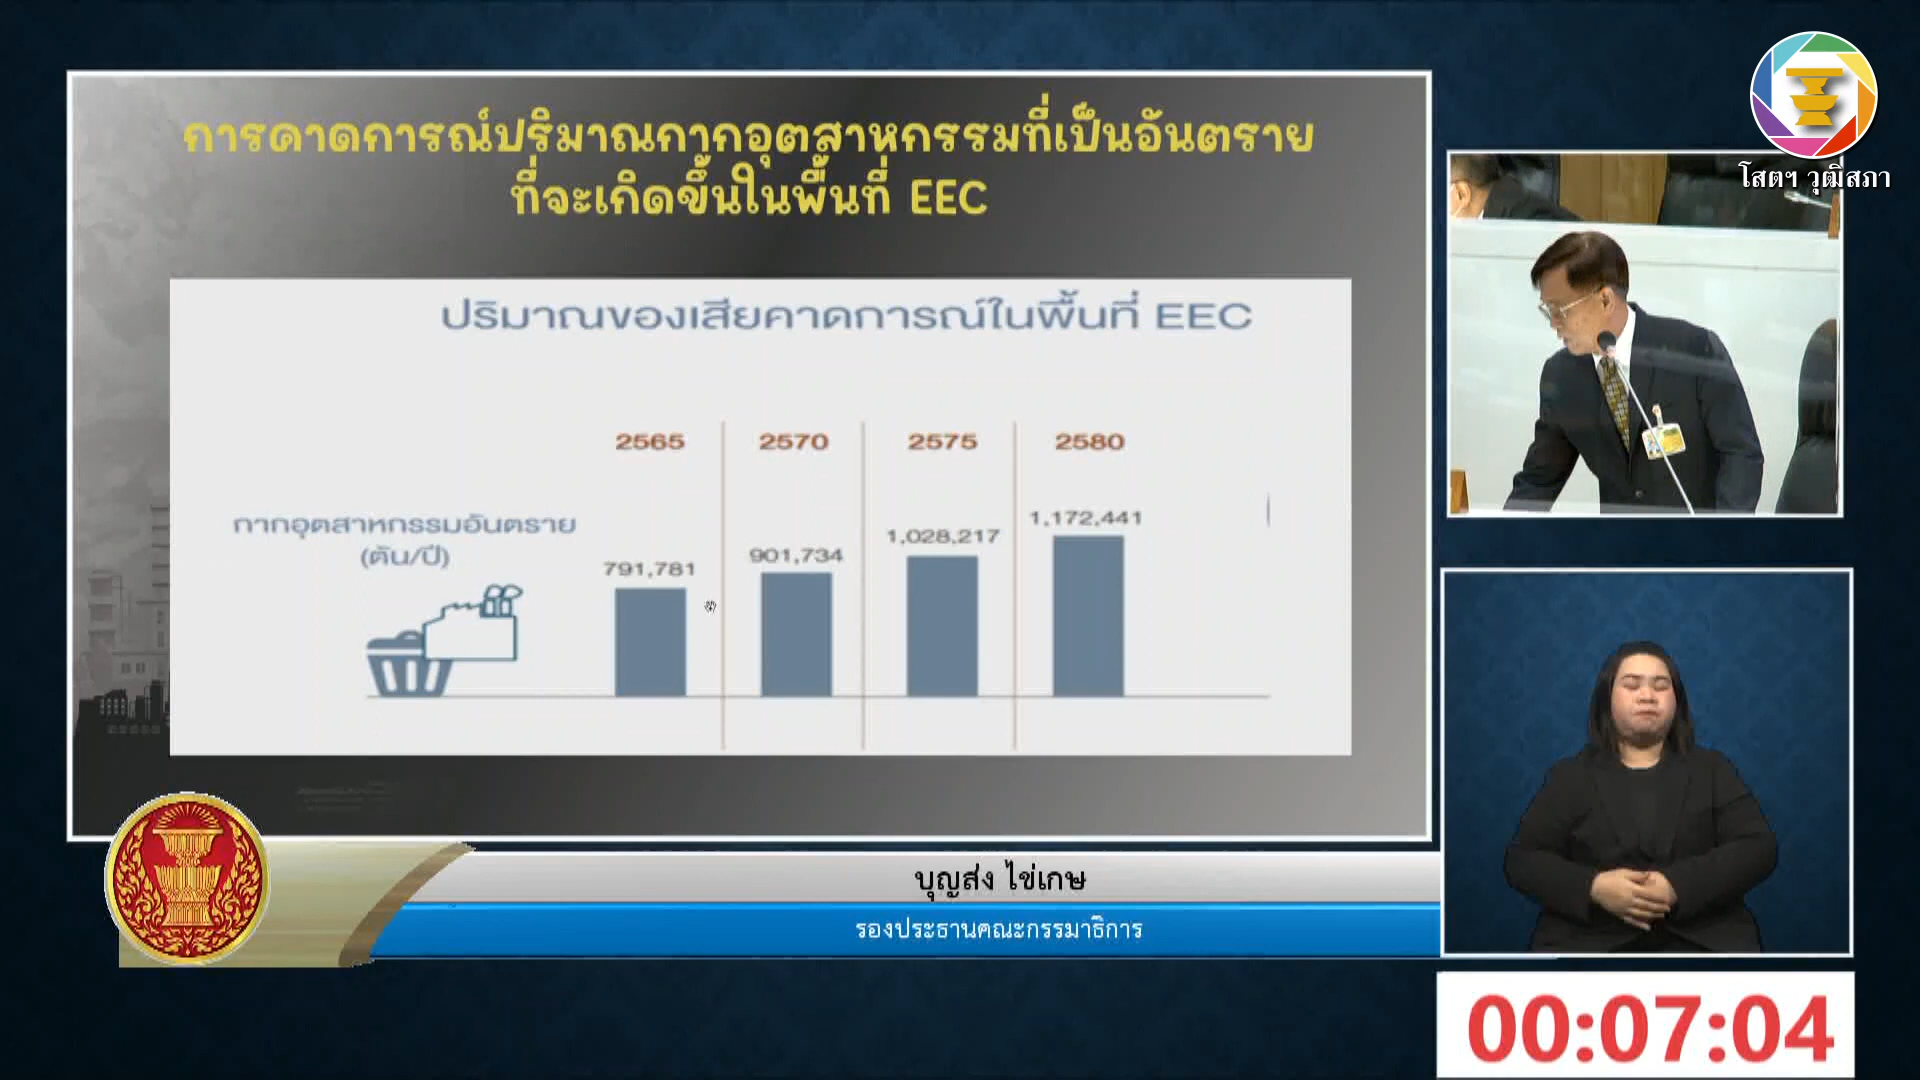 การคาดการณ์ปริมาณกากอุตสาหกรรมที่เป็นอันตราย
ที่จะเกิดขึ้นในพื้นที่ EEC
โสตฯ วุฒิสภา
ปริมาณของเสียคาดการณ์ในพื้นที่ EEC
2565 2570 2575 2580
กากอุตสาหกรรมอันตราย
(ตัน/ปี)
791,781 901,734 1,028,217 1,172,441
บุญส่ง ไข่เกษ
รองประธานคณะกรรมาธิการ
00:07:04